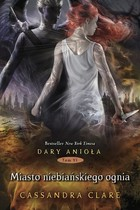 Bestseller New York Timesa
DARY ANIOŁA
Tom VI
Miasto niebiańskiego ognia
CASSANDRA CLARE